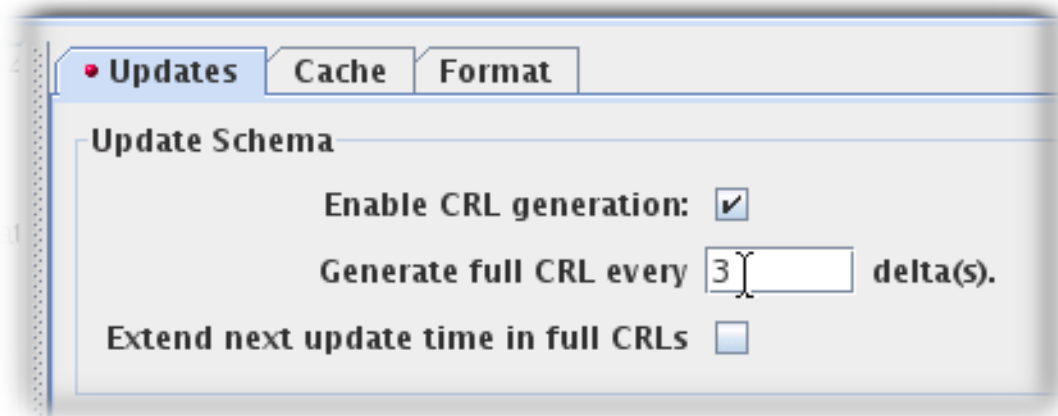 Updates Cache Format
Update Schema
Enable CRL generation:
Generate full CRL every 3 delta(s).
Extend next update time in full CRLs